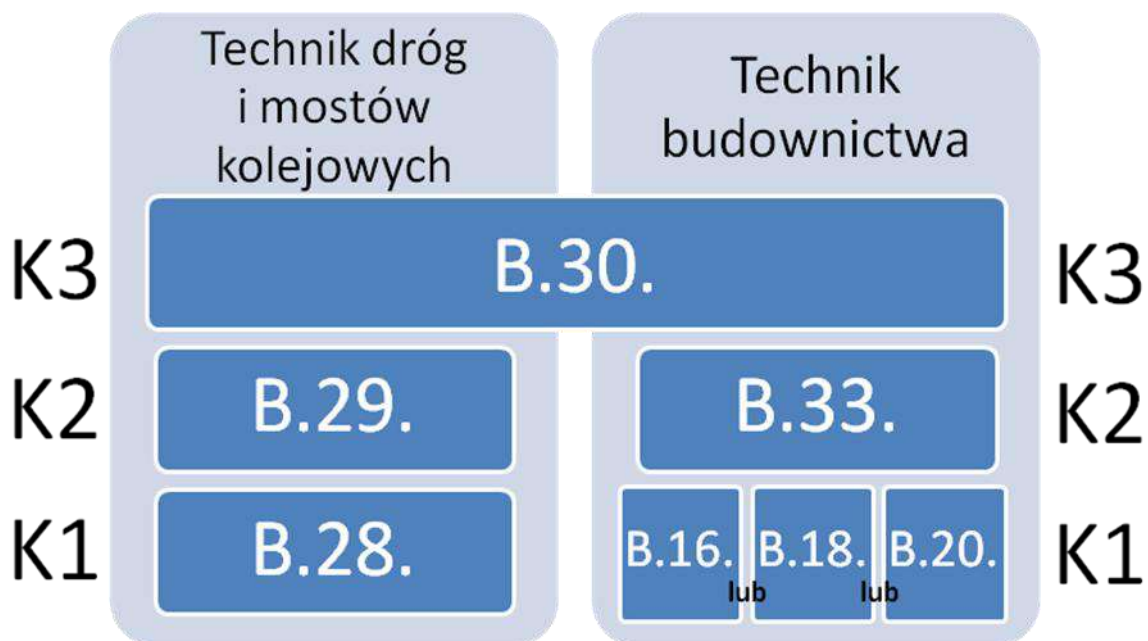 Technik dróg
i mostów
kolejowych
Technik
budownictwa
K3
B.30.
K3
K2
B.29.
B.33.
K2
K1
B.28.
B.16.
lub
B.18.
lub
B.20.
K1